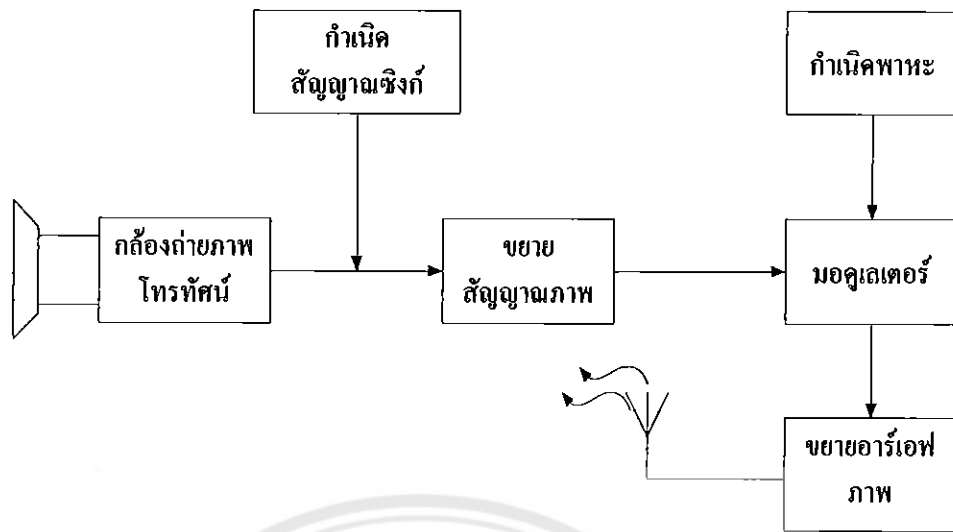 กำเนิด
สัญญาณซิงก์
กำเนิดพาหะ
กล้องถ่ายภาพ
โทรทัศน์
ขยาย
สัญญาณภาพ
มอดูเลเตอร์
ขยายอาร์เอฟ
ภาพ